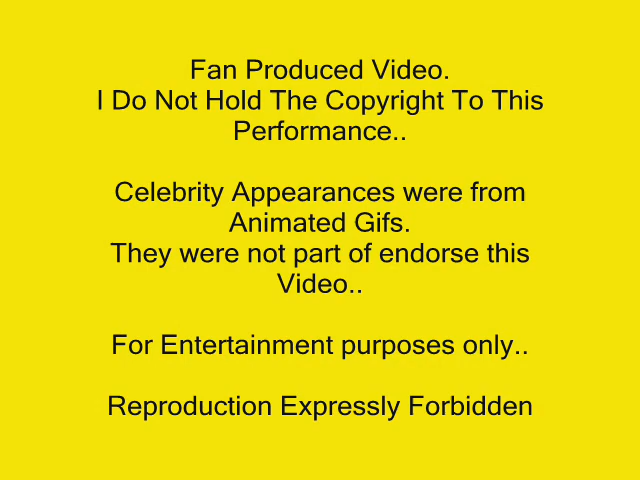 Fan Produced Video.
I Do Not Hold The Copyright To This
Performance..
Celebrity Appearances were from
Animated Gifs.
They were not part of endorse this
Video..
For Entertainment purposes only..
Reproduction Expressly Forbidden